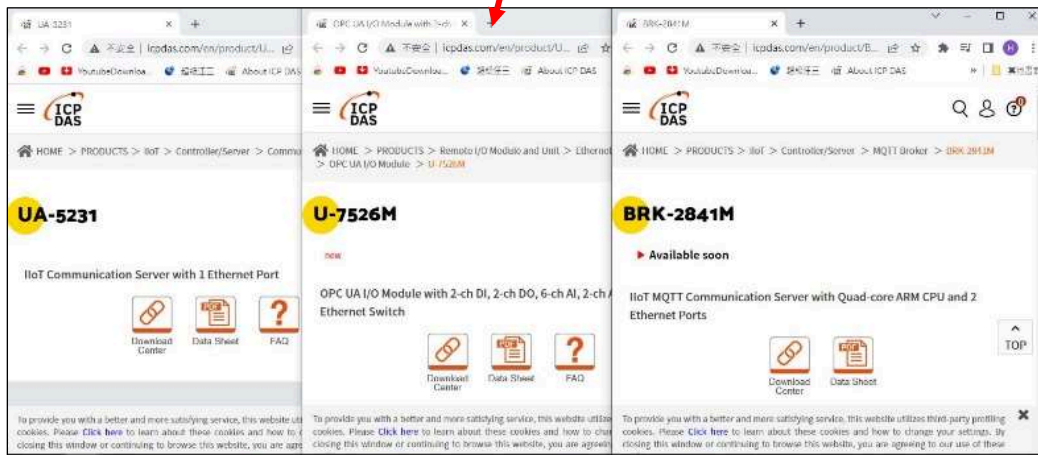 UA-5231
icpdas.com/en/product/U...
YoutubeDownloa...
About ICP DAS
ICP
DAS
HOME > PRODUCTS > IIoT > Controller/Server > Commu
UA-5231
IIoT Communication Server with 1 Ethernet Port
Download
Center
Data Sheet
FAQ
To provide you with a better and more satisfying service, this website uti
cookies. Please Click here to learn about these cookies and how to
closing this window or continuing to browse this website, you are agre
OPC UA I/O Module with 2-ch
不安全 | icpdas.com/en/product/U...
YoutubeDownloa...
About ICP DAS
ICP
DAS
HOME > PRODUCTS > Remote I/O Module and Unit > Ethernet
> OPC UA I/O Module > U-7526M
U-7526M
new
OPC UA I/O Module with 2-ch DI, 2-ch DO, 6-ch AI, 2-ch A
Ethernet Switch
Download
Center
Data Sheet
FAQ
To provide you with a better and more satisfying service, this website utilize
cookies. Please Click here to learn about these cookies and how to cha
closing this window or continuing to browse this website, you are agreein
BRK-2841M
不安全 | icpdas.com/en/product/B...
YoutubeDownloa...
About ICP DAS
ICP
DAS
HOME > PRODUCTS > IIoT > Controller/Server > MQTT Broker > BRK-2841M
BRK-2841M
Available soon
IIoT MQTT Communication Server with Quad-core ARM CPU and 2
Ethernet Ports
Download
Center
Data Sheet
TOP
To provide you with a better and more satisfying service, this website utilizes third-party profiling
cookies. Please Click here to learn about these cookies and how to change your settings. By
closing this window or continuing to browse this website, you are agreeing to our use of these